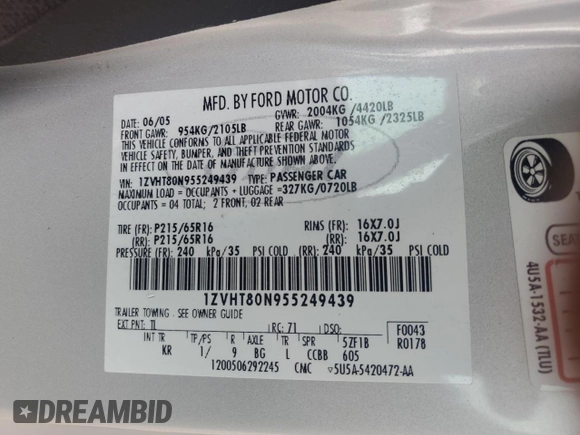 MFD. BY FORD MOTOR CO.
06/05 GVWR: 2004KG /4420LB
FRONT GAWR: 954KG/2105LB REAR GAWR: 1054KG /2325LB
THIS VEHICLE CONFORMS TO ALL APPLICABLE FEDERAL MOTOR
VEHICLE SAFETY, BUMPER, AND THEFT PREVENTION STANDARDS
IN EFFECT ON THE DATE OF MANUFACTURE SHOWN ABOVE.
VIN: 1ZVHT80N955249439 TYPE: PASSENGER CAR
MAXIMUM LOAD = OCCUPANTS + LUGGAGE =327KG/0720LB
OCCUPANTS = 04 TOTAL; 2 FRONT, 02 REAR
TIRE (FR): P215/65R16 RIMS (FR): 16X7.0J
(RR): P215/65R16 (RR): 16X7.0J
PRESSURE (FR): 240 kPa/35 PSI COLD (RR): 240 kPa/35 PSI COLD
1ZVHT80N955249439
TRAILER TOWING - SEE OWNER GUIDE
EXT PNT: TL RC: 71 DSO: F0043
INT TR TP/PS R AXLE TR SPR 5ZF1B R0178
KR 1/ 9 BG L CCBB 605
1200506292245 CMC ▿5U5A-5420472-AA
SEA
4U5A-1532-AA (TLU)
DREAMBID